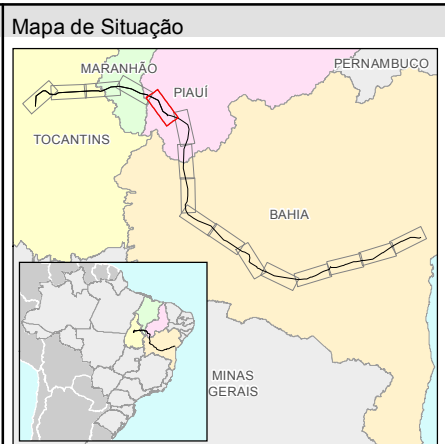 Mapa de Situação
MARANHÃO
PERNAMBUCO
PIAUÍ
TOCANTINS
BAHIA
MINAS
GERAIS